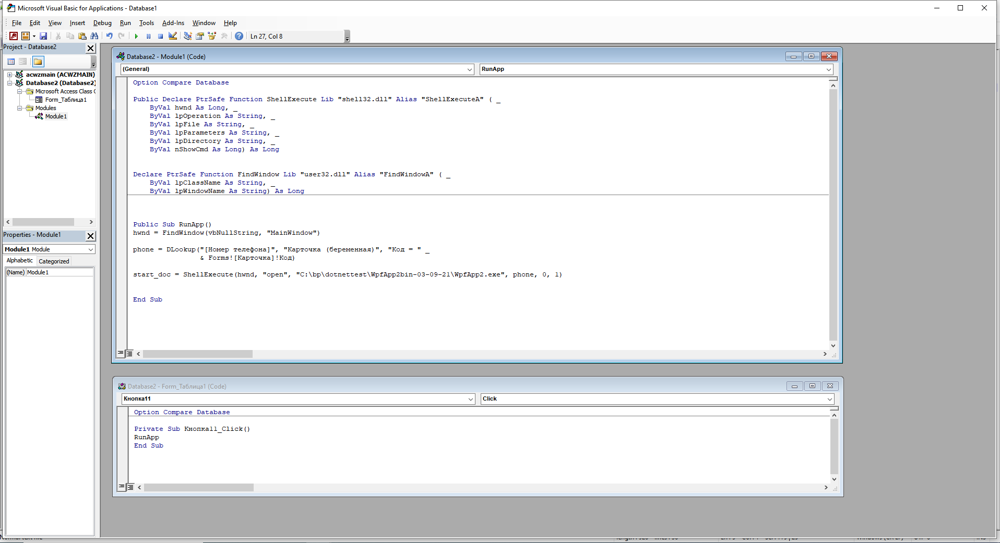 Microsoft Visual Basic for Applications - Database1
File Edit View Insert Debug Run Tools Add-Ins Window Help
Ln 27, Col 8
Project - Database2
acwzmain (ACWZMAIN)
Database2 (Database2)
Microsoft Access Class
Form_Таблица1
Modules
Module1
Properties - Module1
Module1 Module
Alphabetic Categorized
(Name) Module1
Database2 - Module1 (Code)
(General) RunApp
Option Compare Database
Public Declare PtrSafe Function ShellExecute Lib "shell32.dll" Alias "ShellExecuteA" ( _
ByVal hwnd As Long, _
ByVal lpOperation As String, _
ByVal lpFile As String, _
ByVal lpParameters As String, _
ByVal lpDirectory As String, _
ByVal nShowCmd As Long) As Long
Declare PtrSafe Function FindWindow Lib "user32.dll" Alias "FindWindowA" ( _
ByVal lpClassName As String, _
ByVal lpWindowName As String) As Long
Public Sub RunApp()
hwnd = FindWindow(vbNullString, "MainWindow")
phone = DLookup("[Номер телефона]", "Карточка (беременная)", "Код = " _
& Forms![Карточка]!Код)
start_doc = ShellExecute(hwnd, "open", "C:\bp\dotnettest\WpfApp2bin-03-09-21\WpfApp2.exe", phone, 0, 1)
End Sub
Database2 - Form_Таблица1 (Code)
Кнопка11 Click
Option Compare Database
Private Sub Кнопка11_Click()
RunApp
End Sub